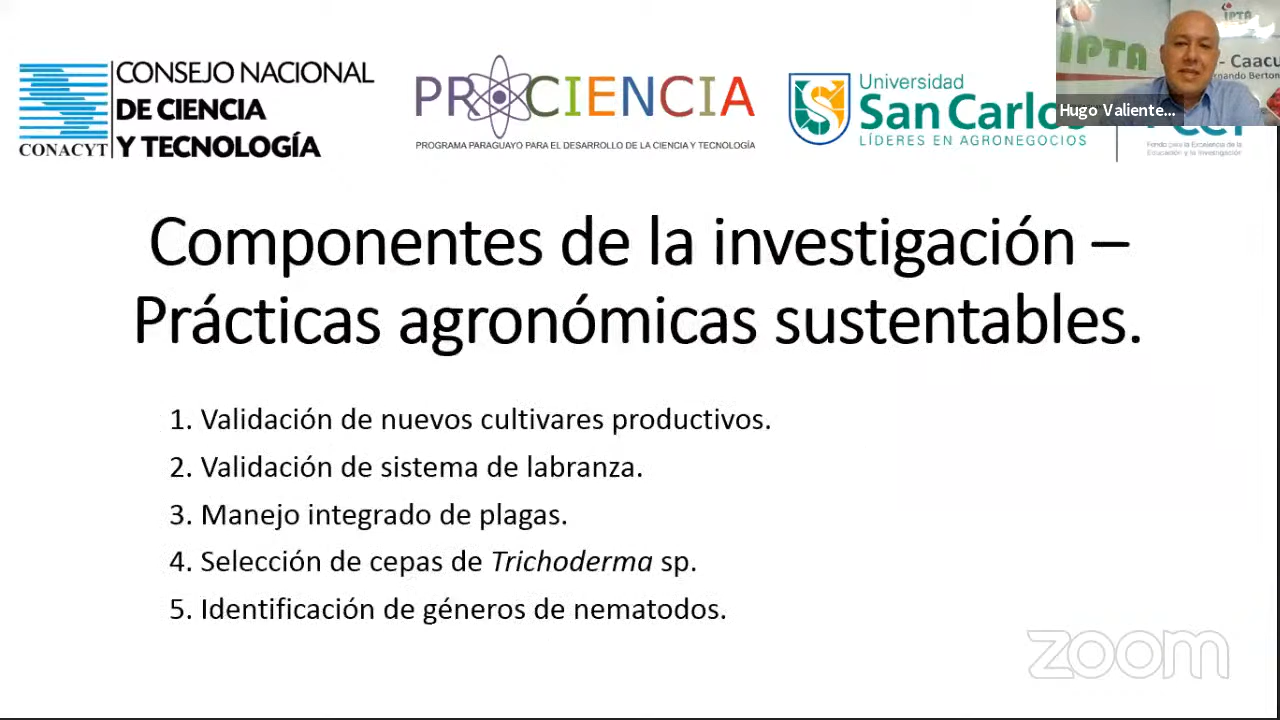 CONACYT
CONSEJO NACIONAL
DE CIENCIA
Y TECNOLOGÍA
PROCIENCIA
PROGRAMA PARAGUAYO PARA EL DESARROLLO DE LA CIENCIA Y TECNOLOGÍA
Universidad
San Carlos
LÍDERES EN AGRONEGOCIOS
Fondo para la Excelencia de la
Educación y la Investigación
IPTA
IPTA
- Caacu
Hugo Valiente...
Componentes de la investigación –
Prácticas agronómicas sustentables.
1. Validación de nuevos cultivares productivos.
2. Validación de sistema de labranza.
3. Manejo integrado de plagas.
4. Selección de cepas de Trichoderma sp.
5. Identificación de géneros de nematodos.
zoom